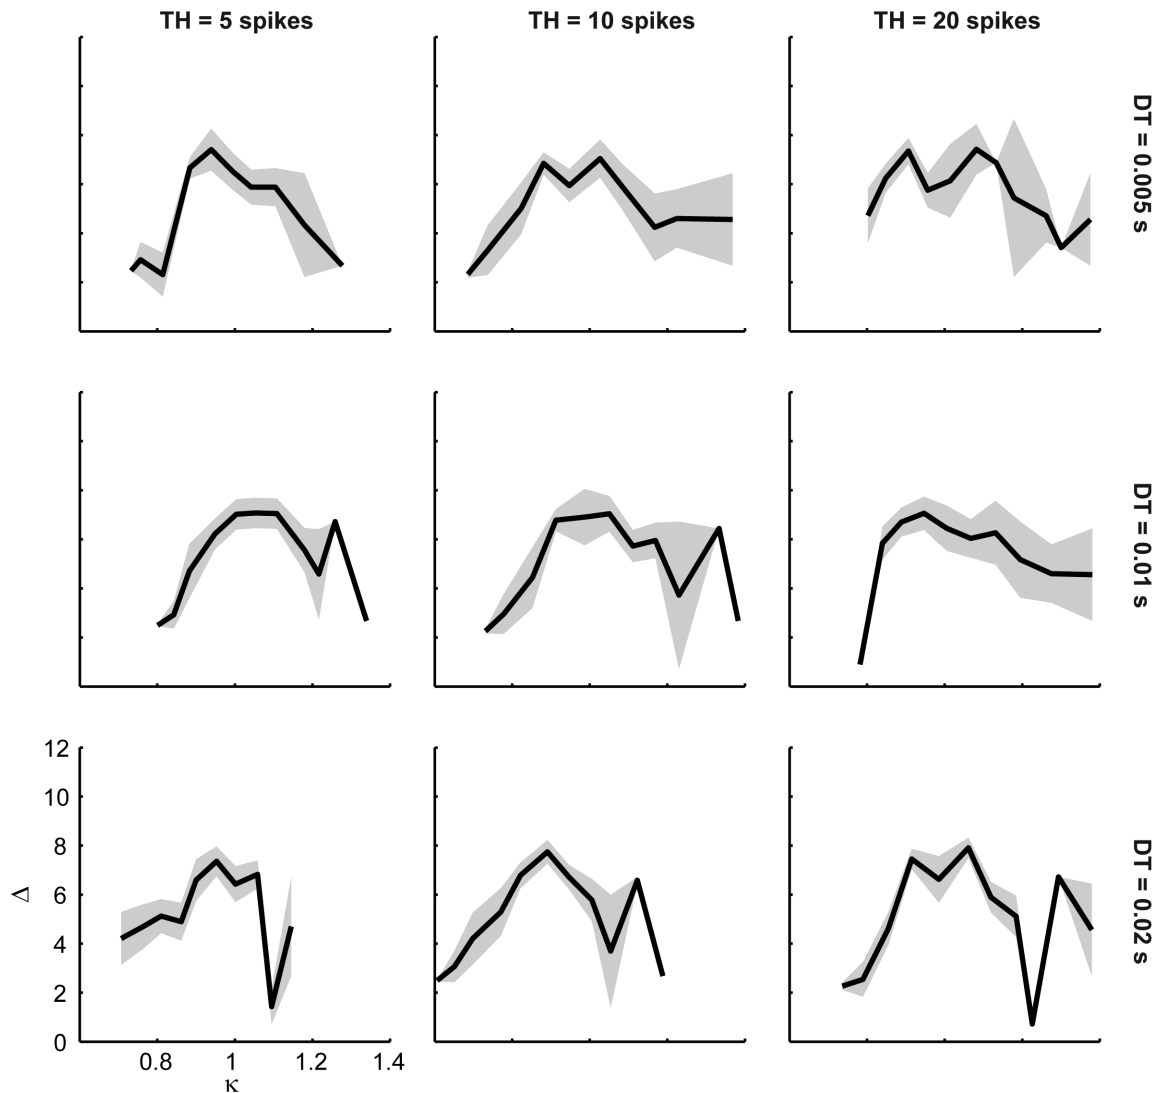 TH = 5 spikes
TH = 10 spikes
TH = 20 spikes
DT = 0.005 s
DT = 0.01 s
DT = 0.02 s
12
10
8
6
4
2
0
Δ
0.8 1 1.2 1.4
κ